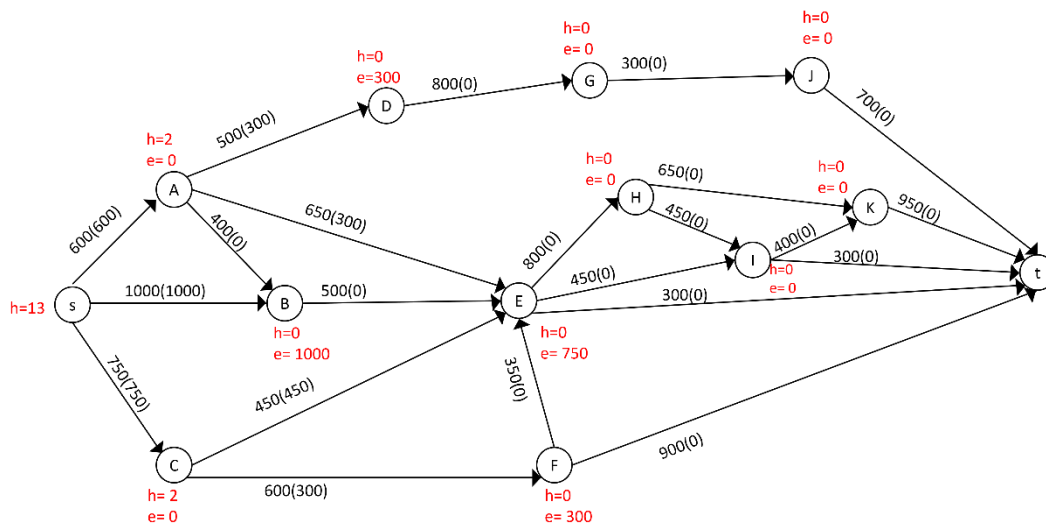 h=0
e= 0
h=0
e= 0
h=0
e=300
300(0)
J
G
800(0)
D
700(0)
500(300)
h=2
e= 0
h=0
e= 0
650(0)
h=0
e= 0
A
H
950(0)
650(300)
K
600(600)
400(0)
450(0)
400(0)
800(0)
I
300(0)
t
450(0)
h=0
e= 0
1000(1000)
500(0)
300(0)
h=13
s
B
E
h=0
e= 1000
h=0
e= 750
750(750)
450(450)
350(0)
900(0)
C
F
600(300)
h= 2
e= 0
h=0
e= 300